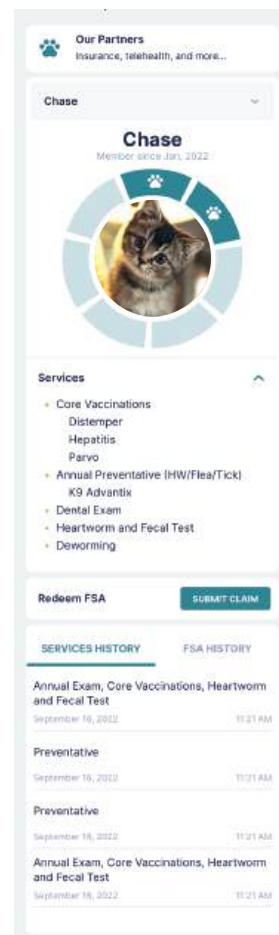 Our Partners
Insurance, telehealth, and more...
Chase
Chase
Member since Jan, 2022
Services
Core Vaccinations
Distemper
Hepatitis
Parvo
Annual Preventative (HW/Flea/Tick)
K9 Advantix
Dental Exam
Heartworm and Fecal Test
Deworming
Redeem FSA
SUBMIT CLAIM
SERVICES HISTORY
FSA HISTORY
Annual Exam, Core Vaccinations, Heartworm
and Fecal Test
September 16, 2022
11:21 AM
Preventative
September 16, 2022
11:21 AM
Preventative
September 16, 2022
11:21 AM
Annual Exam, Core Vaccinations, Heartworm
and Fecal Test
September 16, 2022
11:21 AM